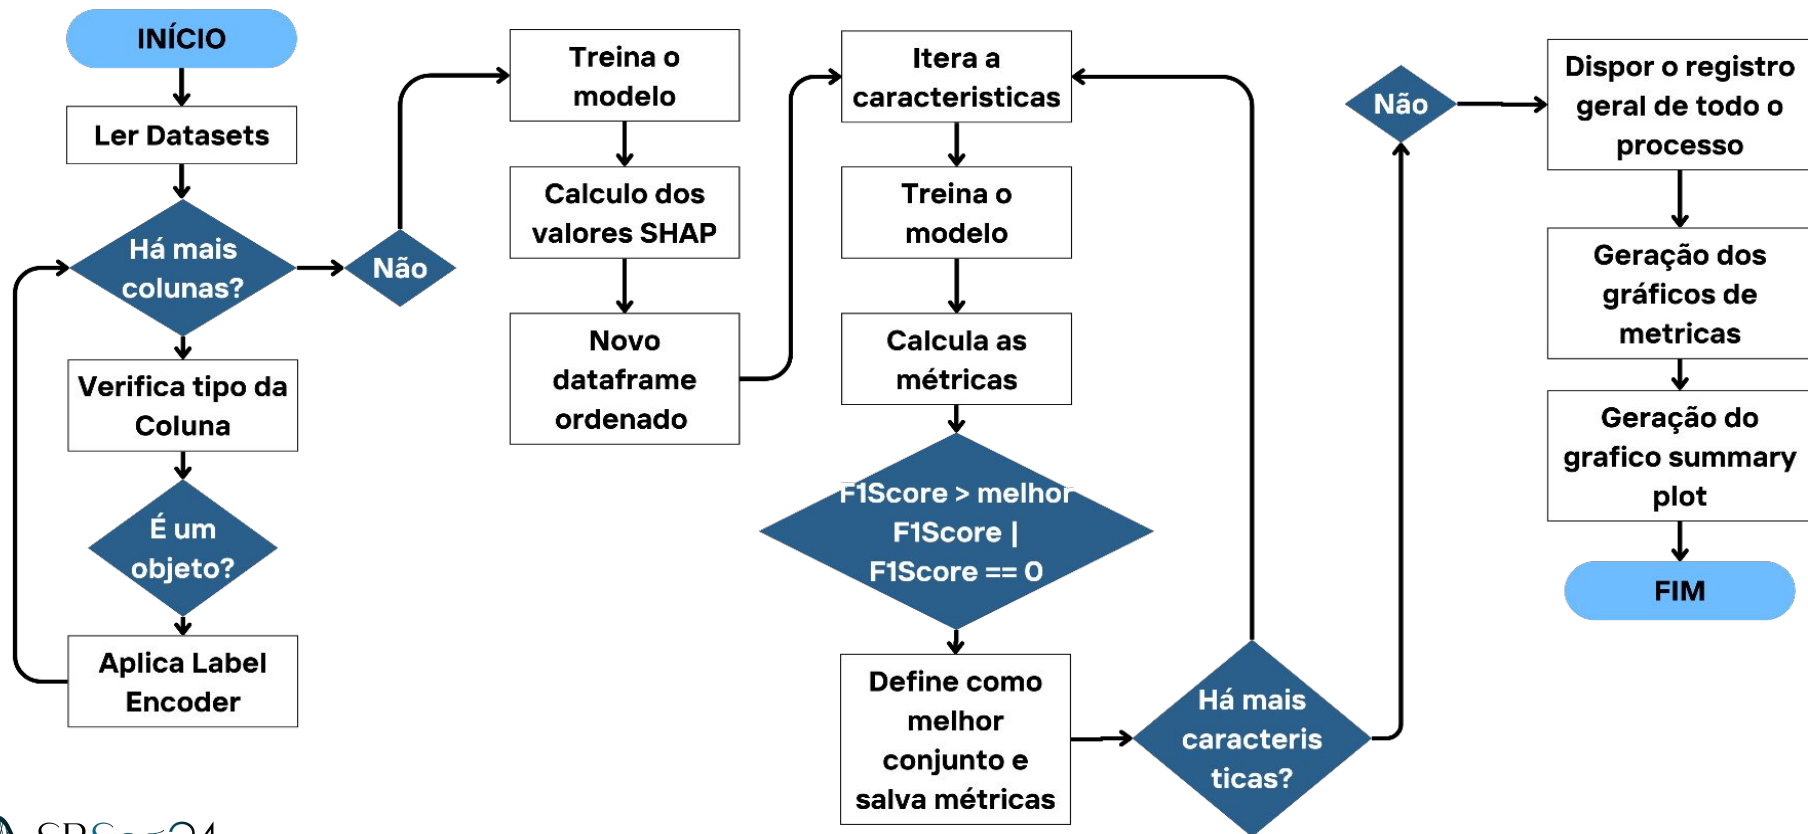 INÍCIO
Ler Datasets
Há mais
colunas?
Não
Verifica tipo da
Coluna
É um
objeto?
Aplica Label
Encoder
Treina o
modelo
Calculo dos
valores SHAP
Novo
dataframe
ordenado
Itera a
caracteristicas
Treina o
modelo
Calcula as
métricas
F1Score > melhor
F1Score |
F1Score == 0
Define como
melhor
conjunto e
salva métricas
Há mais
caracteris
ticas?
Não
Dispor o registro
geral de todo o
processo
Geração dos
gráficos de
metricas
Geração do
grafico summary
plot
FIM